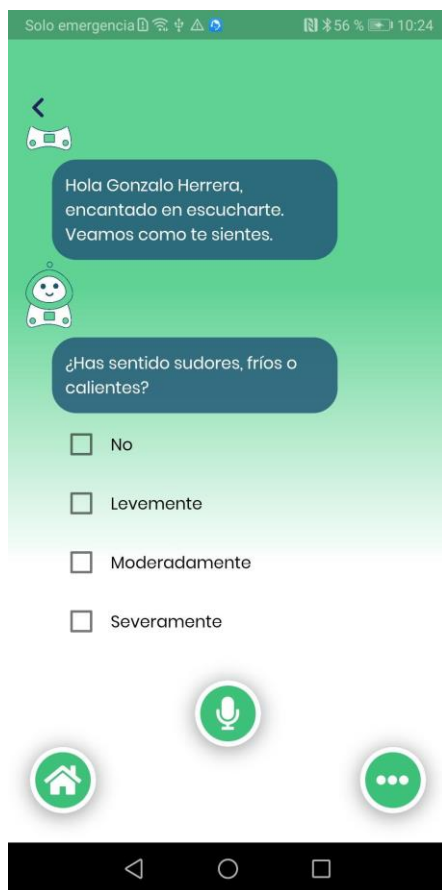 Solo emergencia 56 % 10:24
Hola Gonzalo Herrera,
encantado en escucharte.
Veamos como te sientes.
¿Has sentido sudores, fríos o
calientes?
No
Levemente
Moderadamente
Severamente